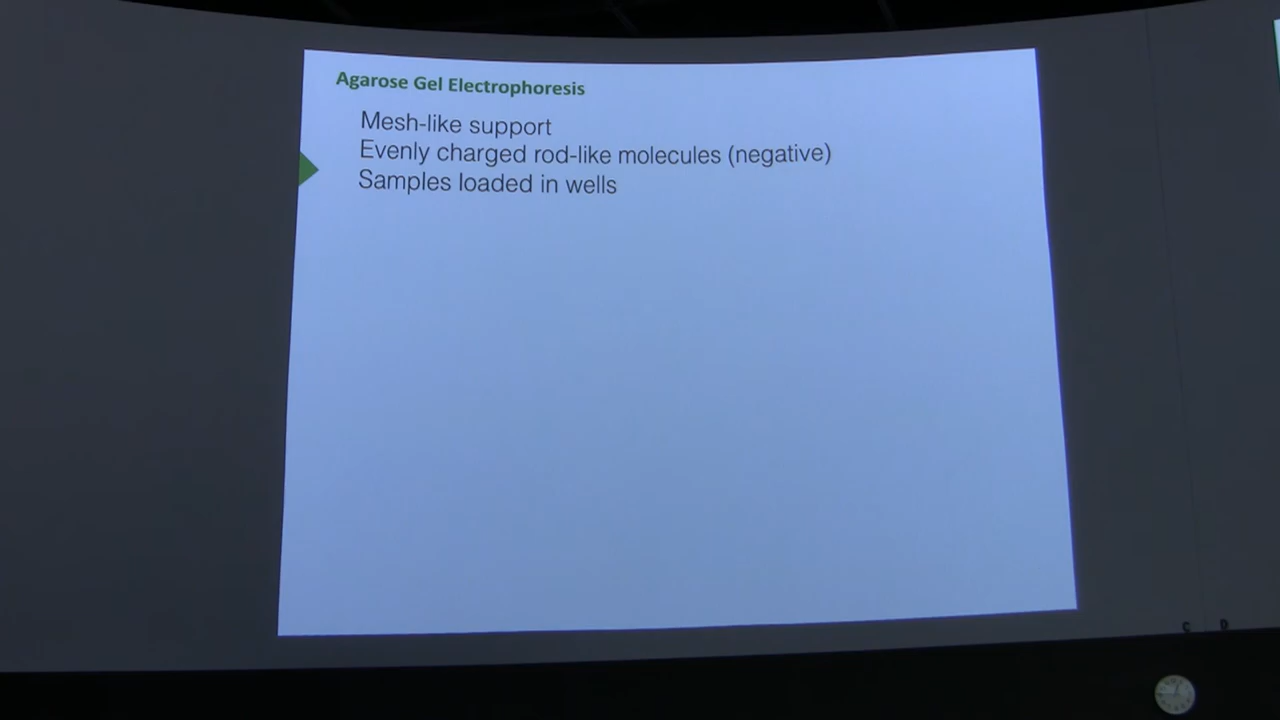 Agarose Gel Electrophoresis
Mesh-like support
Evenly charged rod-like molecules (negative)
Samples loaded in wells
C D